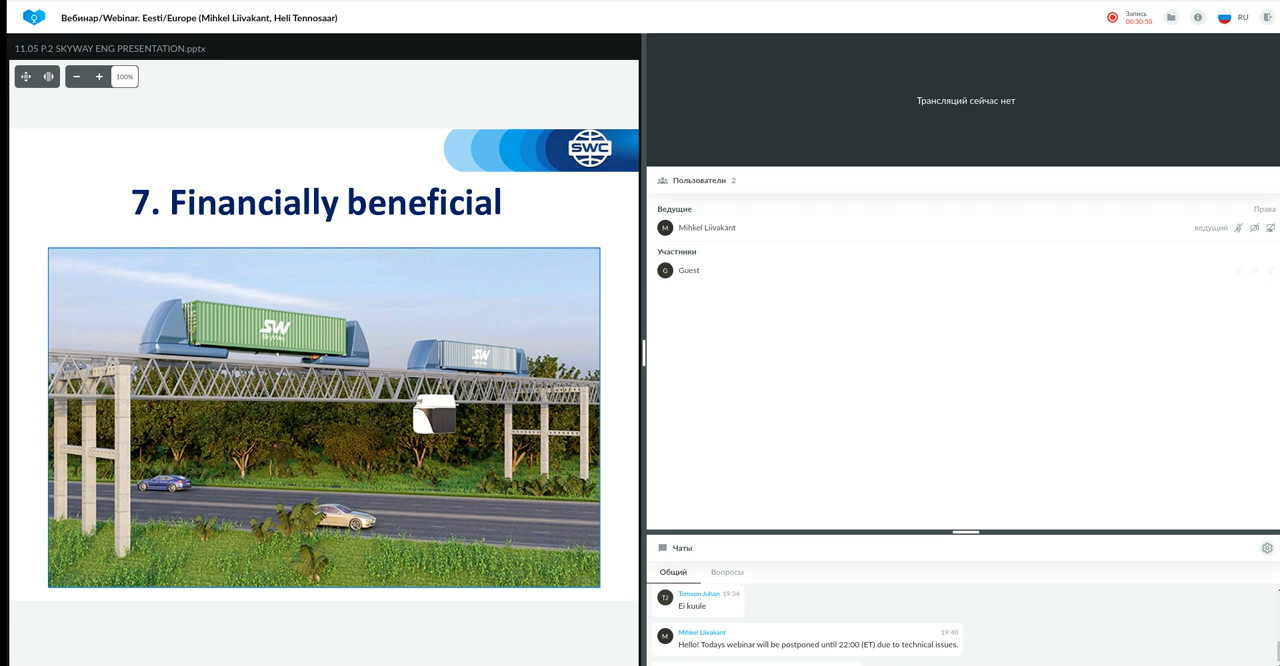 Вебинар/Webinar. Eesti/Europe (Mihkel Liivakant, Heli Tennosaar)
Запись
00:30:50
RU
11.05 P.2 SKYWAY ENG PRESENTATION.pptx
100%
SWC
7. Financially beneficial
SW
SkyWay
SW
Трансляций сейчас нет
Пользователи 2
Ведущие Права
M Mihkel Liivakant ведущий
Участники
G Guest
Чаты
Общий Вопросы
TJ Tomson Juhan 19:34
Ei kuule
M Mihkel Liivakant 19:40
Hello! Todays webinar will be postponed until 22:00 (ET) due to technical issues.